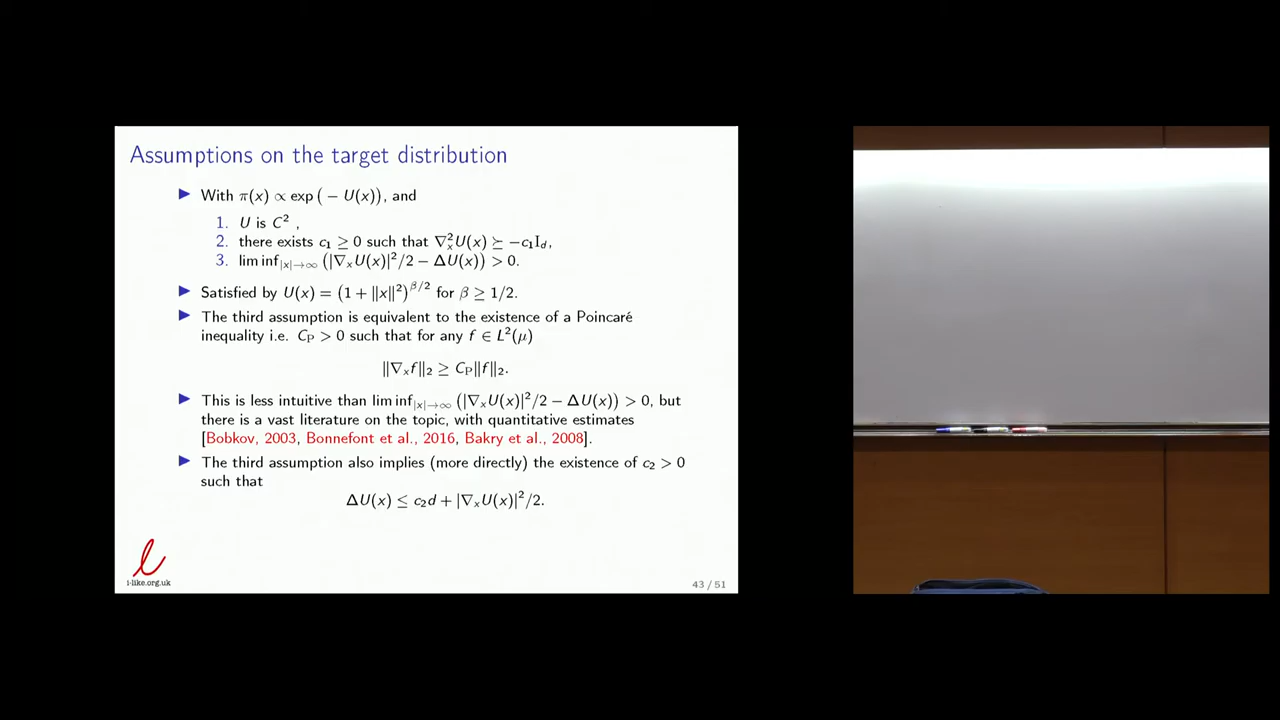 Assumptions on the target distribution
▶ With π(x) ∝ exp(− U(x)), and
1. U is C² ,
2. there exists c₁ ≥ 0 such that ∇²ₓU(x) ⪰ −c₁I_d,
3. lim inf_{|x|→∞} (|∇ₓU(x)|²/2 − ΔU(x)) > 0.
▶ Satisfied by U(x) = (1 + ‖x‖²)^{β/2} for β ≥ 1/2.
▶ The third assumption is equivalent to the existence of a Poincaré
inequality i.e. C_P > 0 such that for any f ∈ L²(μ)
‖∇ₓf‖₂ ≥ C_P‖f‖₂.
▶ This is less intuitive than lim inf_{|x|→∞} (|∇ₓU(x)|²/2 − ΔU(x)) > 0, but
there is a vast literature on the topic, with quantitative estimates
[Bobkov, 2003, Bonnefont et al., 2016, Bakry et al., 2008].
▶ The third assumption also implies (more directly) the existence of c₂ > 0
such that
ΔU(x) ≤ c₂d + |∇ₓU(x)|²/2.
i-like.org.uk
43 / 51